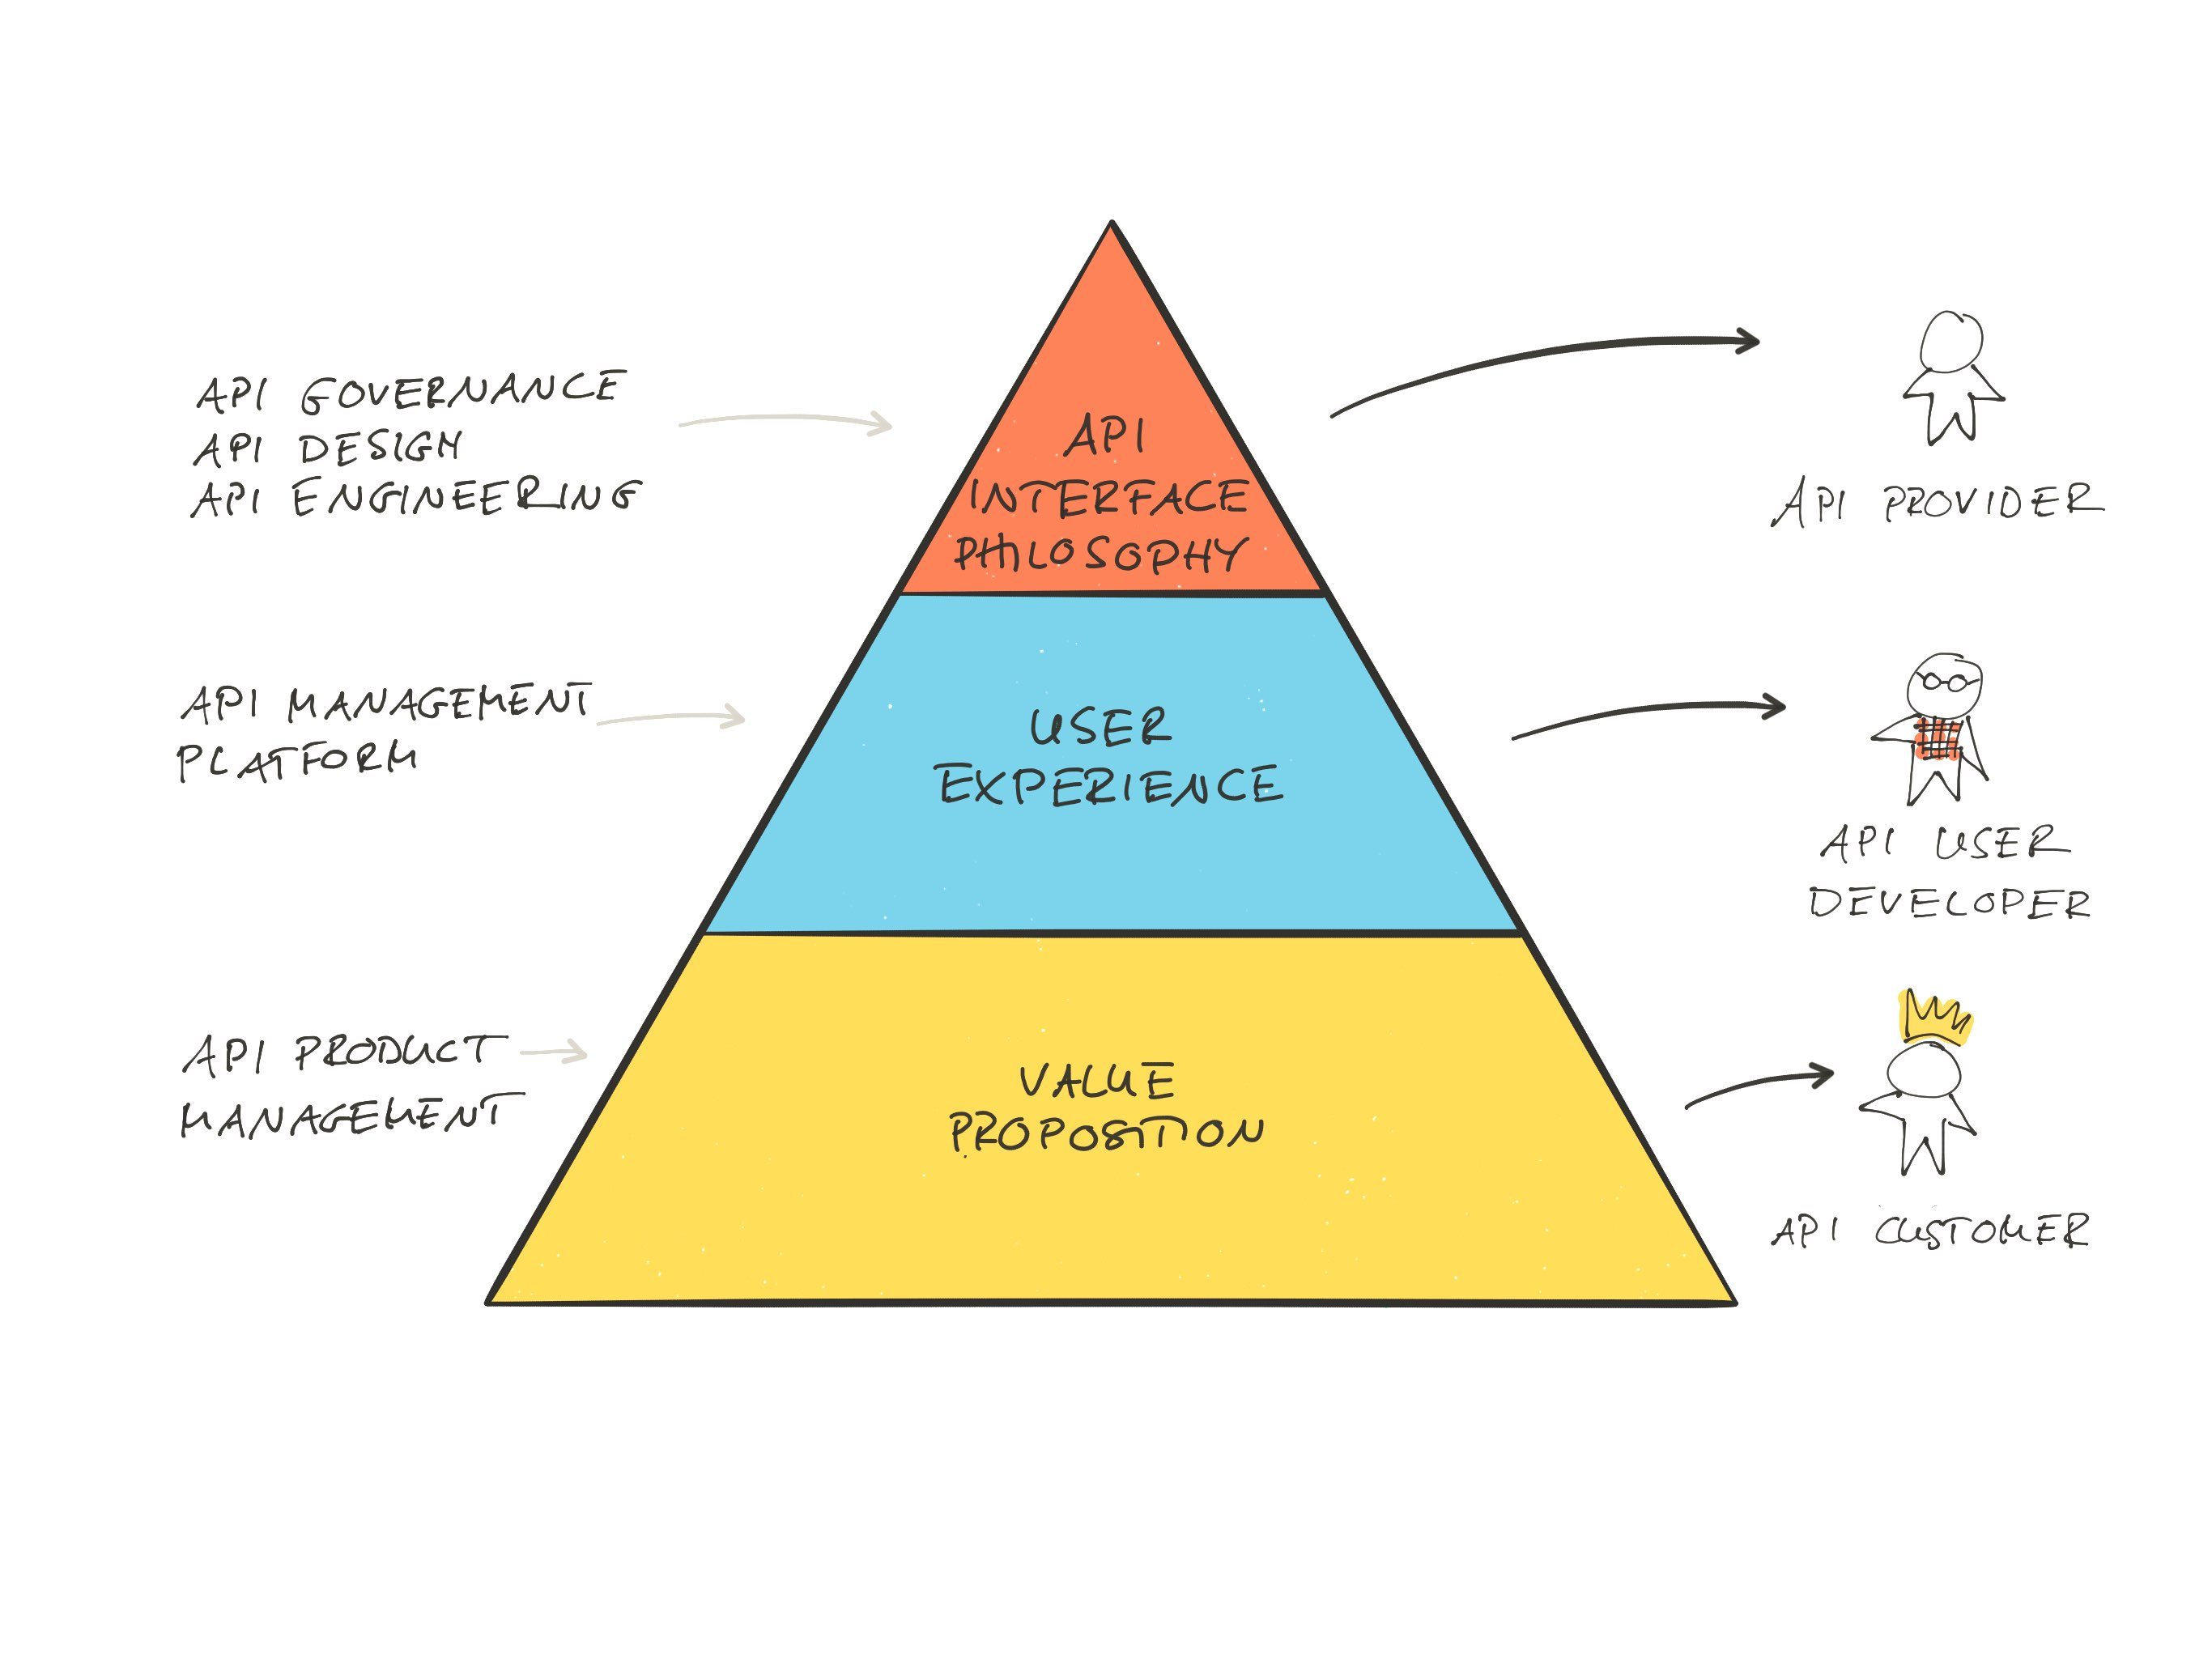 API GOVERNANCE
API DESIGN
API ENGINEERING
API
INTERFACE
PHILOSOPHY
API PROVIDER
API MANAGEMENT
PLATFORM
USER
EXPERIENCE
API USER
DEVELOPER
API PRODUCT
MANAGEMENT
VALUE
PROPOSITION
API CUSTOMER